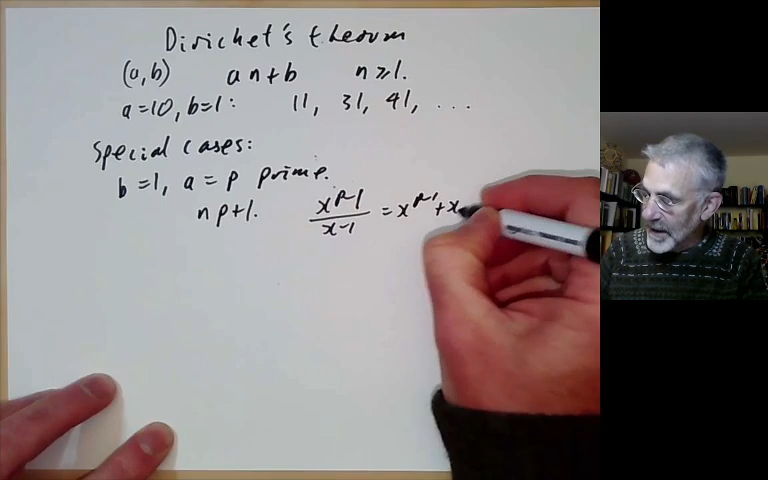 Dirichet's theorem
(a,b) an+b n≥1.
a=10, b=1: 11, 31, 41, ...
Special cases:
b=1, a=p prime.
np+1. x^p-1/x-1 = x^{p-1}+x